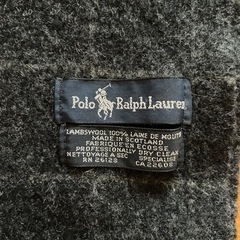 Polo Ralph Lauren
LAMBSWOOL 100% LAINE DE MOUTON
MADE IN SCOTLAND
FABRIQUE EN ECOSSE
PROFESSIONALLY DRY CLEAN
NETTOYAGE A SEC SPECIALISE
RN 26128 CA 22608